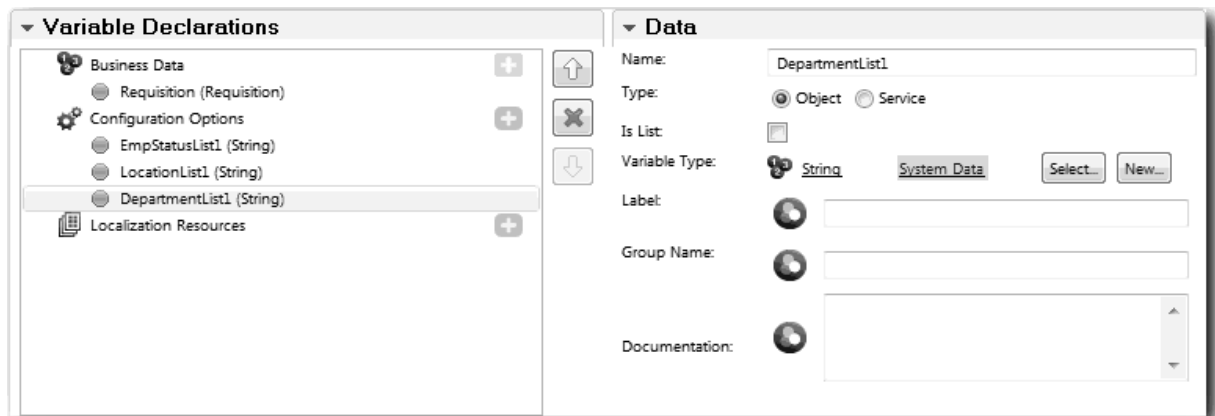 Variable Declarations
Business Data
Requisition (Requisition)
Configuration Options
EmpStatusList1 (String)
LocationList1 (String)
DepartmentList1 (String)
Localization Resources
Data
Name: DepartmentList1
Type: Object Service
Is List:
Variable Type: String System Data Select... New...
Label:
Group Name:
Documentation: